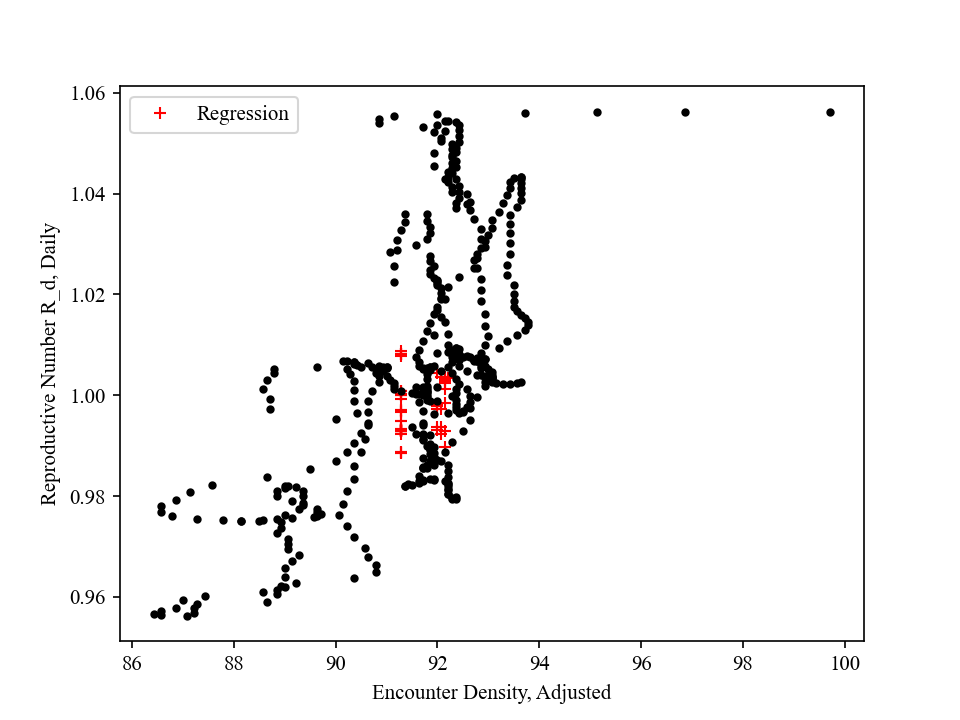 1.06
Regression
1.04
1.02
1.00
0.98
0.96
Reproductive Number R_d, Daily
86 88 90 92 94 96 98 100
Encounter Density, Adjusted